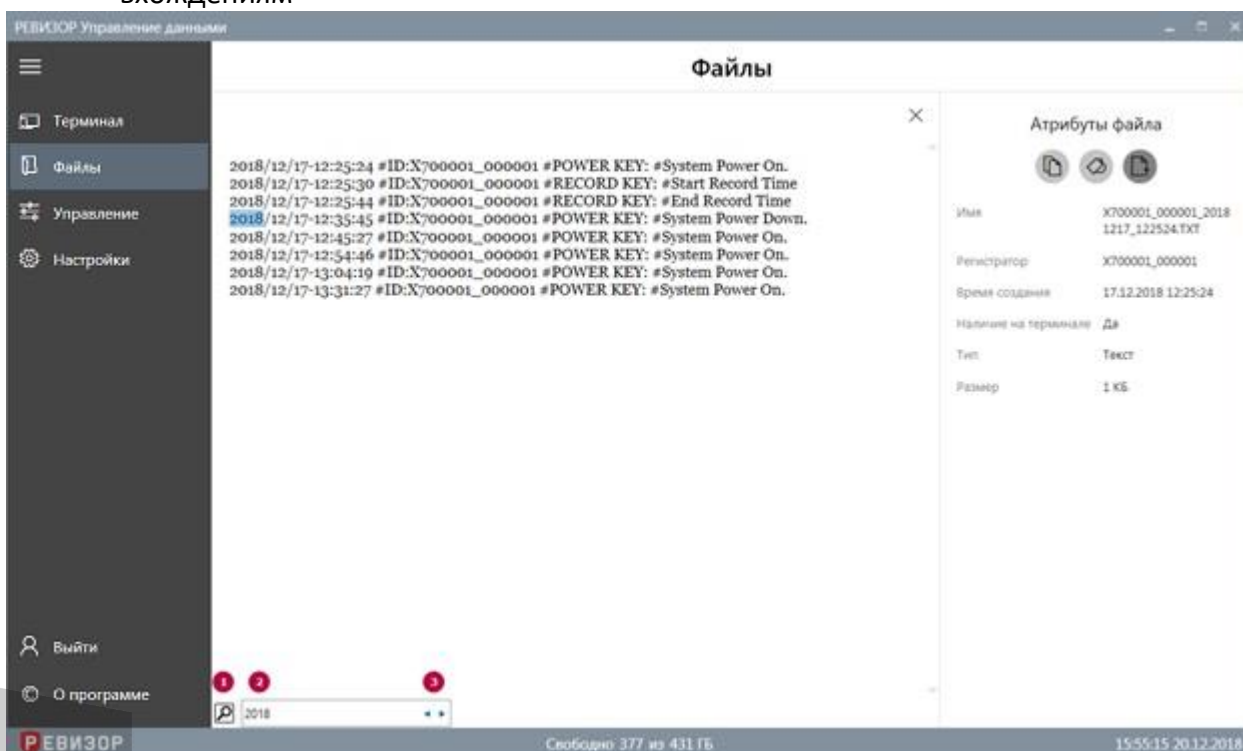 вхождениям
РЕВИЗОР Управление данными
Файлы
Терминал
Файлы
Управление
Настройки
2018/12/17-12:25:24 #ID:X700001_000001 #POWER KEY: #System Power On.
2018/12/17-12:25:30 #ID:X700001_000001 #RECORD KEY: #Start Record Time
2018/12/17-12:25:44 #ID:X700001_000001 #RECORD KEY: #End Record Time
2018/12/17-12:35:45 #ID:X700001_000001 #POWER KEY: #System Power Down.
2018/12/17-12:45:27 #ID:X700001_000001 #POWER KEY: #System Power On.
2018/12/17-12:54:46 #ID:X700001_000001 #POWER KEY: #System Power On.
2018/12/17-13:04:19 #ID:X700001_000001 #POWER KEY: #System Power On.
2018/12/17-13:31:27 #ID:X700001_000001 #POWER KEY: #System Power On.
Атрибуты файла
Имя X700001_000001_2018
1217_122524.TXT
Регистратор X700001_000001
Время создания 17.12.2018 12:25:24
Наличие на терминале Да
Тип Текст
Размер 1 КБ
Выйти
О программе
1 2 3
2018
РЕВИЗОР
Свободно 377 из 431 ГБ
15:55:15 20.12.2018